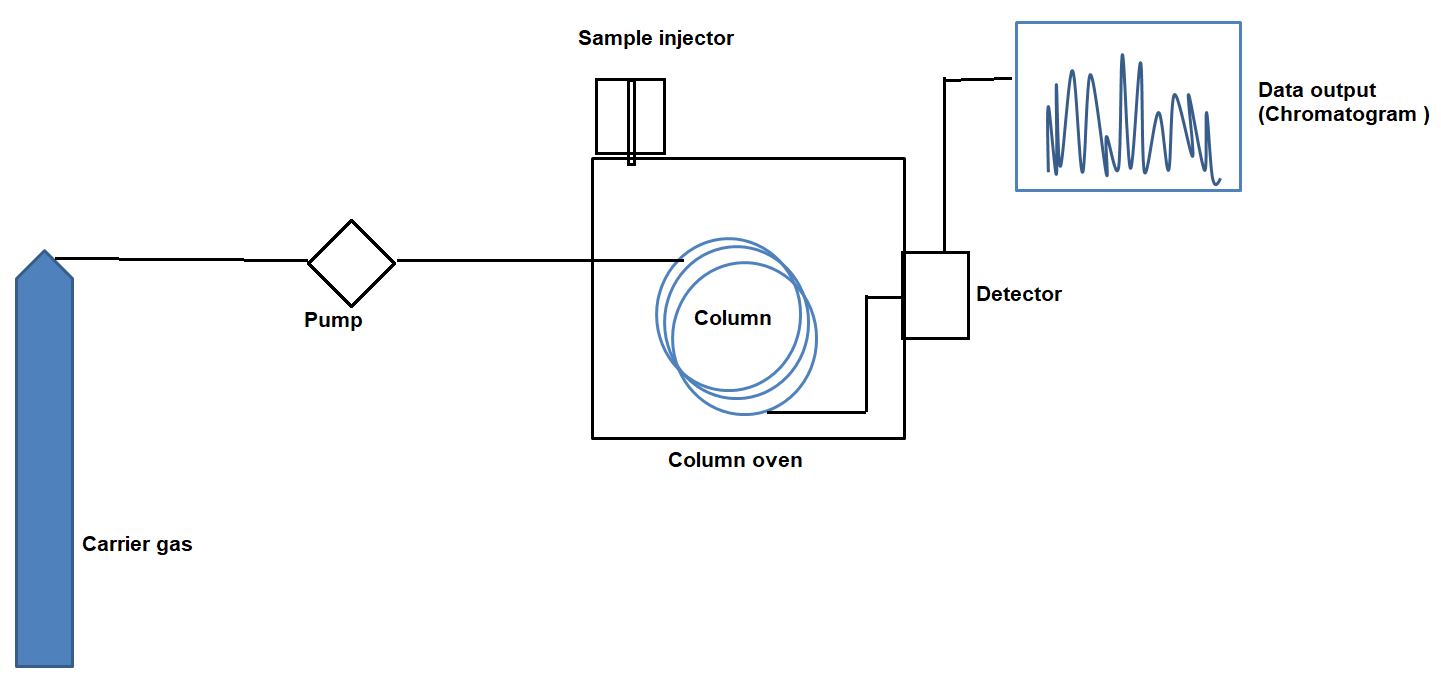 Sample injector
Data output
(Chromatogram )
Pump
Column
Detector
Column oven
Carrier gas